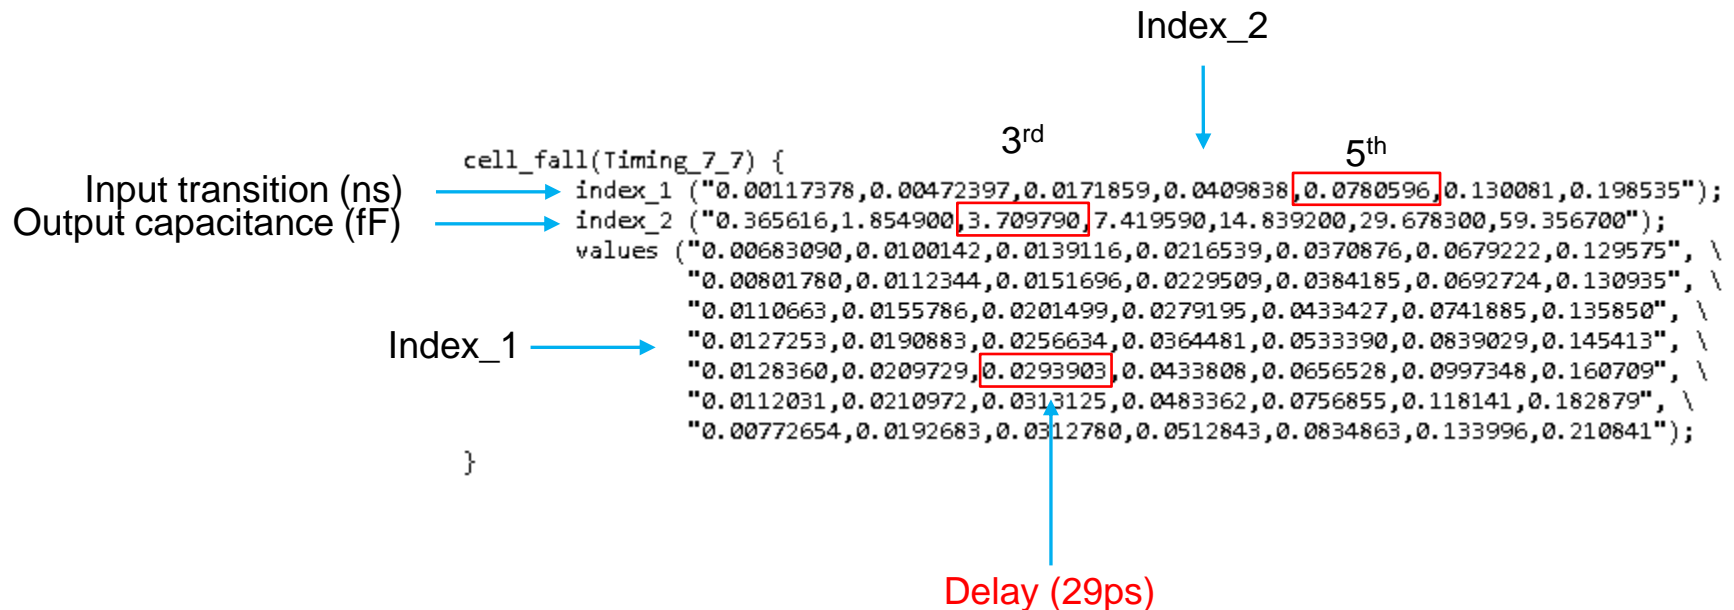 Index_2
3rd
5th
cell_fall(Timing_7_7) {
Input transition (ns)
index_1 ("0.00117378,0.00472397,0.0171859,0.0409838,0.0780596,0.130081,0.198535");
Output capacitance (fF)
index_2 ("0.365616,1.854900,3.709790,7.419590,14.839200,29.678300,59.356700");
values ("0.00683090,0.0100142,0.0139116,0.0216539,0.0370876,0.0679222,0.129575", \
"0.00801780,0.0112344,0.0151696,0.0229509,0.0384185,0.0692724,0.130935", \
"0.0110663,0.0155786,0.0201499,0.0279195,0.0433427,0.0741885,0.135850", \
Index_1
"0.0127253,0.0190883,0.0256634,0.0364481,0.0533390,0.0839029,0.145413", \
"0.0128360,0.0209729,0.0293903,0.0433808,0.0656528,0.0997348,0.160709", \
"0.0112031,0.0210972,0.0313125,0.0483362,0.0756855,0.118141,0.182879", \
"0.00772654,0.0192683,0.0312780,0.0512843,0.0834863,0.133996,0.210841");
}
Delay (29ps)